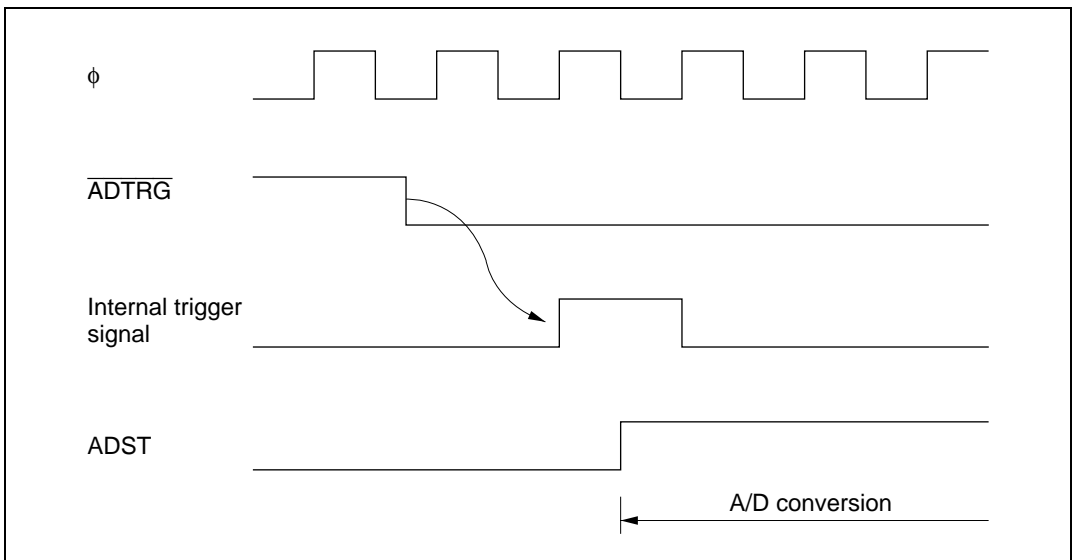 ϕ
ADTRG
Internal trigger
signal
ADST
A/D conversion